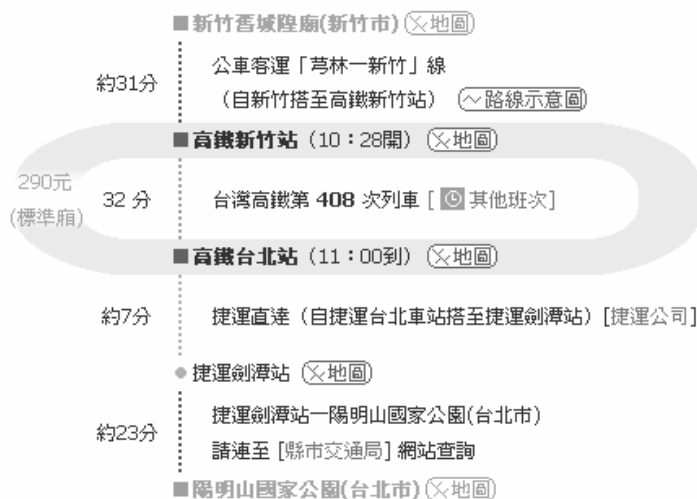 新竹舊城隍廟(新竹市) 地圖
約31分
公車客運「芎林—新竹」線
（自新竹搭至高鐵新竹站） 路線示意圖
高鐵新竹站（10：28開） 地圖
290元
(標準廂)
32 分
台灣高鐵第 408 次列車 [ 其他班次]
高鐵台北站（11：00到） 地圖
約7分
捷運直達（自捷運台北車站搭至捷運劍潭站）[捷運公司]
捷運劍潭站 地圖
約23分
捷運劍潭站—陽明山國家公園(台北市)
請連至 [縣市交通局] 網站查詢
陽明山國家公園(台北市) 地圖